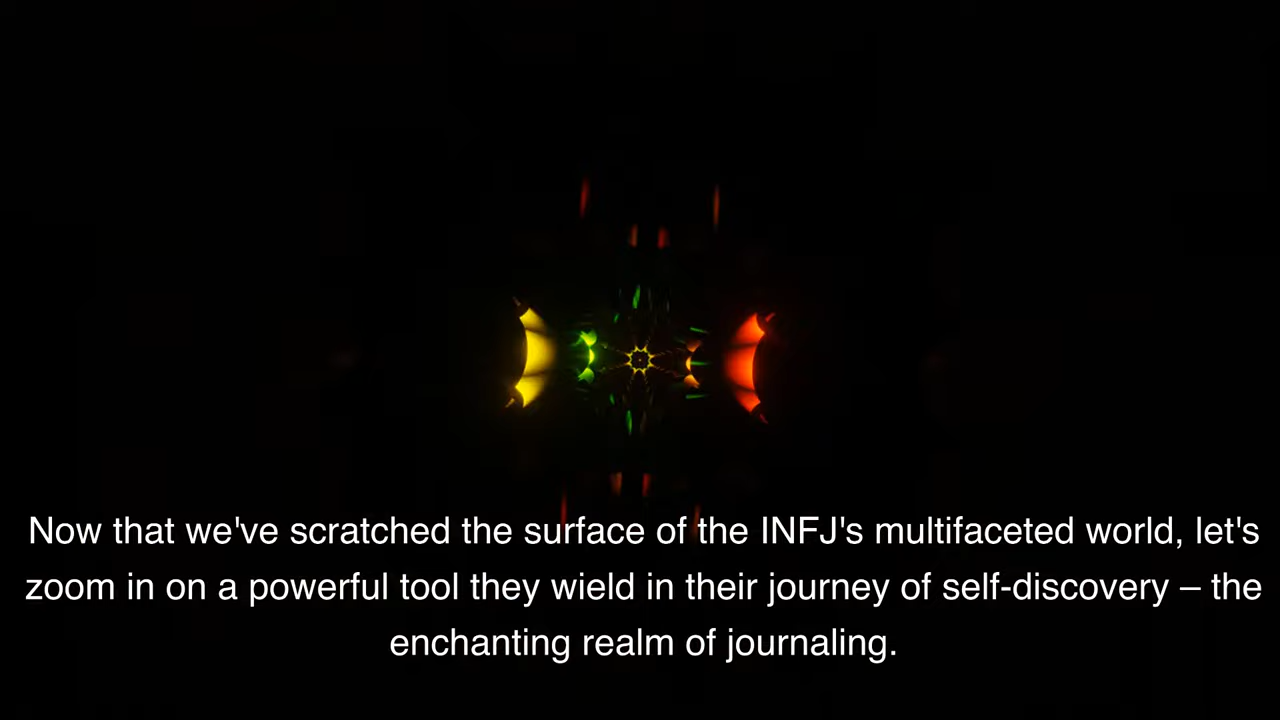 Now that we've scratched the surface of the INFJ's multifaceted world, let's
zoom in on a powerful tool they wield in their journey of self-discovery – the
enchanting realm of journaling.